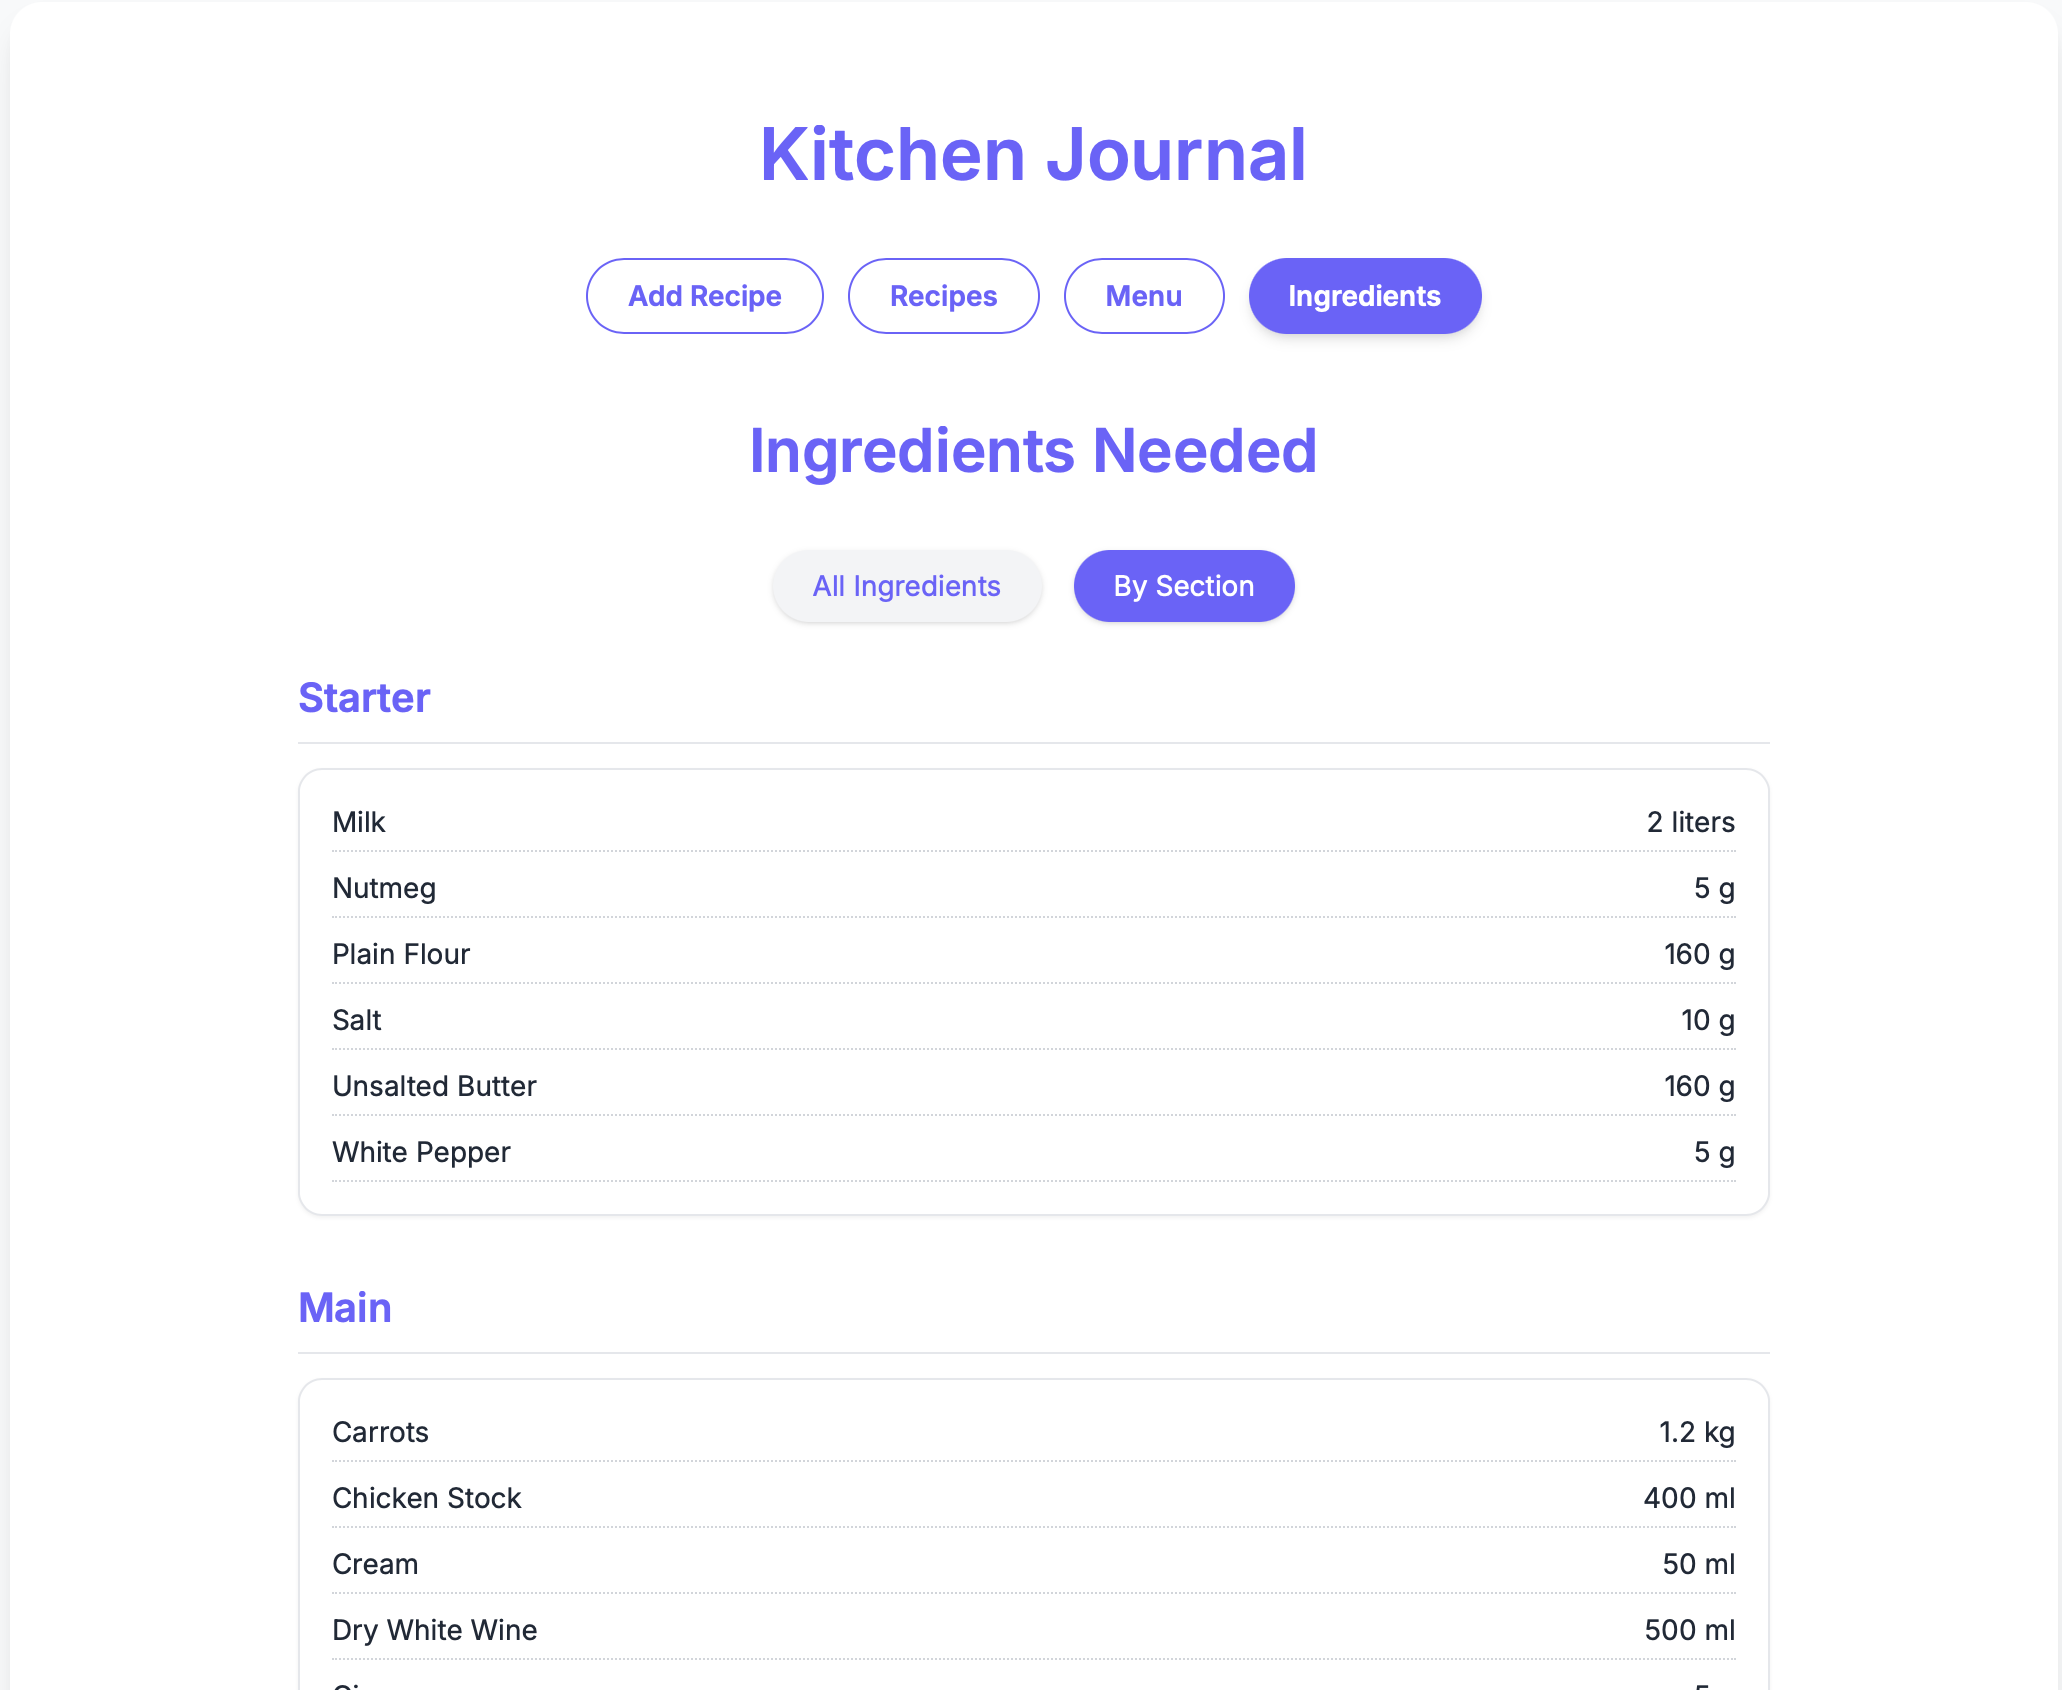 Kitchen Journal
Add Recipe Recipes Menu Ingredients
Ingredients Needed
All Ingredients By Section
Starter
Milk 2 liters
Nutmeg 5 g
Plain Flour 160 g
Salt 10 g
Unsalted Butter 160 g
White Pepper 5 g
Main
Carrots 1.2 kg
Chicken Stock 400 ml
Cream 50 ml
Dry White Wine 500 ml